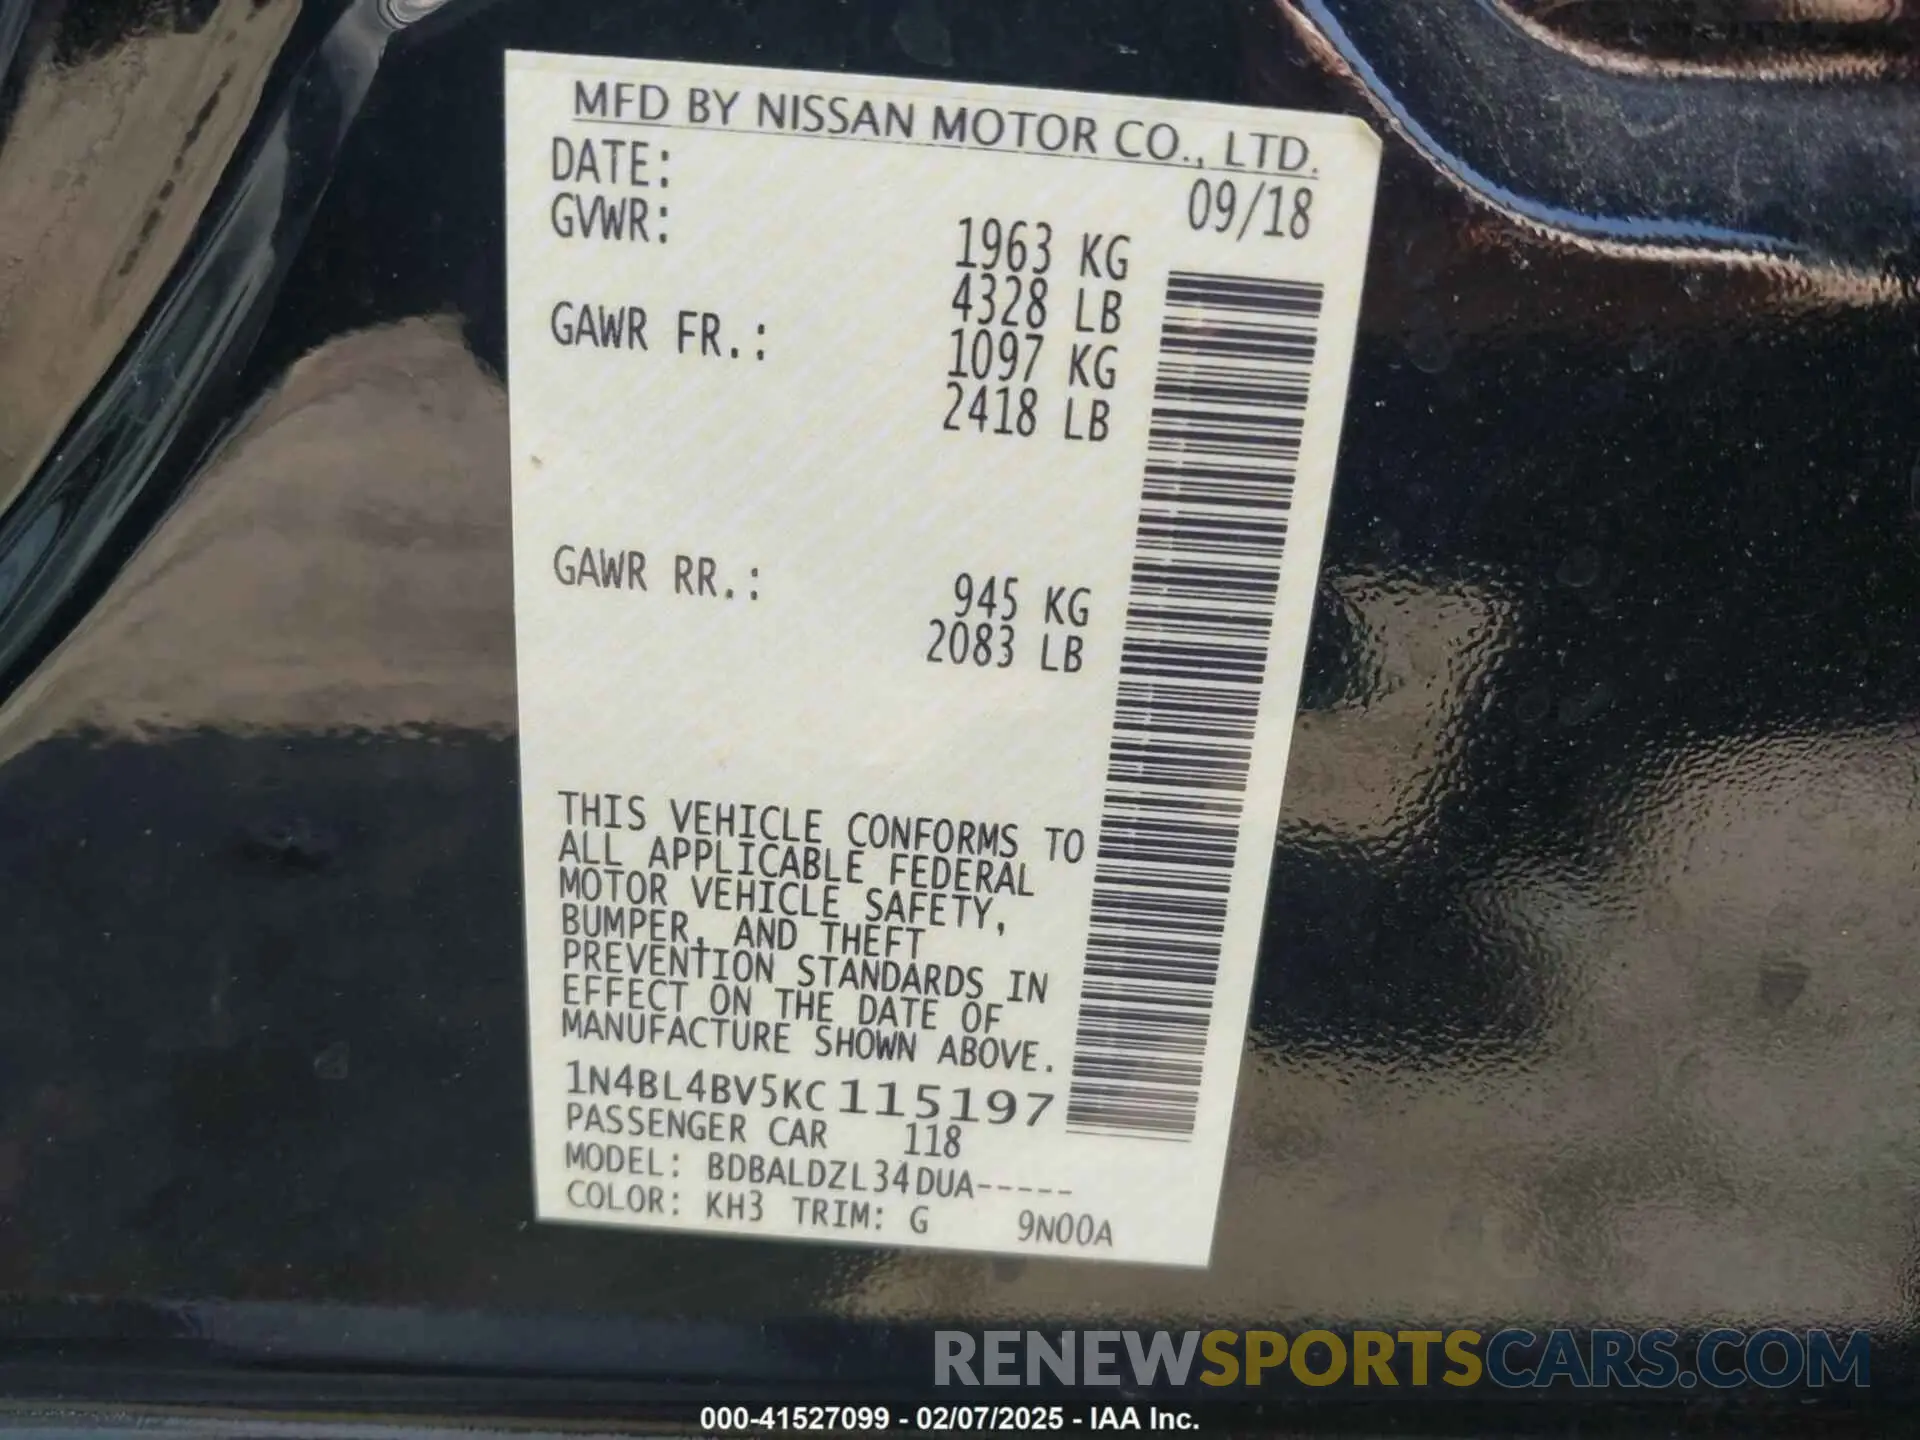 MFD BY NISSAN MOTOR CO., LTD.
DATE: 09/18
GVWR: 1963 KG
4328 LB
GAWR FR.: 1097 KG
2418 LB
GAWR RR.: 945 KG
2083 LB
THIS VEHICLE CONFORMS TO
ALL APPLICABLE FEDERAL
MOTOR VEHICLE SAFETY,
BUMPER, AND THEFT
PREVENTION STANDARDS IN
EFFECT ON THE DATE OF
MANUFACTURE SHOWN ABOVE.
1N4BL4BV5KC115197
PASSENGER CAR 118
MODEL: BDBALDZL34DUA-----
COLOR: KH3 TRIM: G 9N00A
RENEWSPORTSCARS.COM
000-41527099 - 02/07/2025 - IAA Inc.